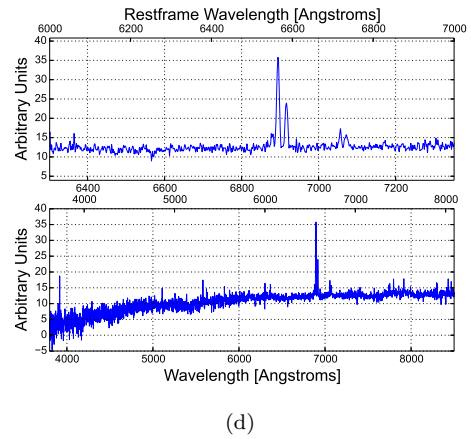 Restframe Wavelength [Angstroms]
6000 6200 6400 6600 6800 7000
40
35
30
25
20
15
10
5
Arbitrary Units
6400 6600 6800 7000 7200
4000 5000 6000 7000 8000
40
35
30
25
20
15
10
5
0
−5
Arbitrary Units
4000 5000 6000 7000 8000
Wavelength [Angstroms]
(d)